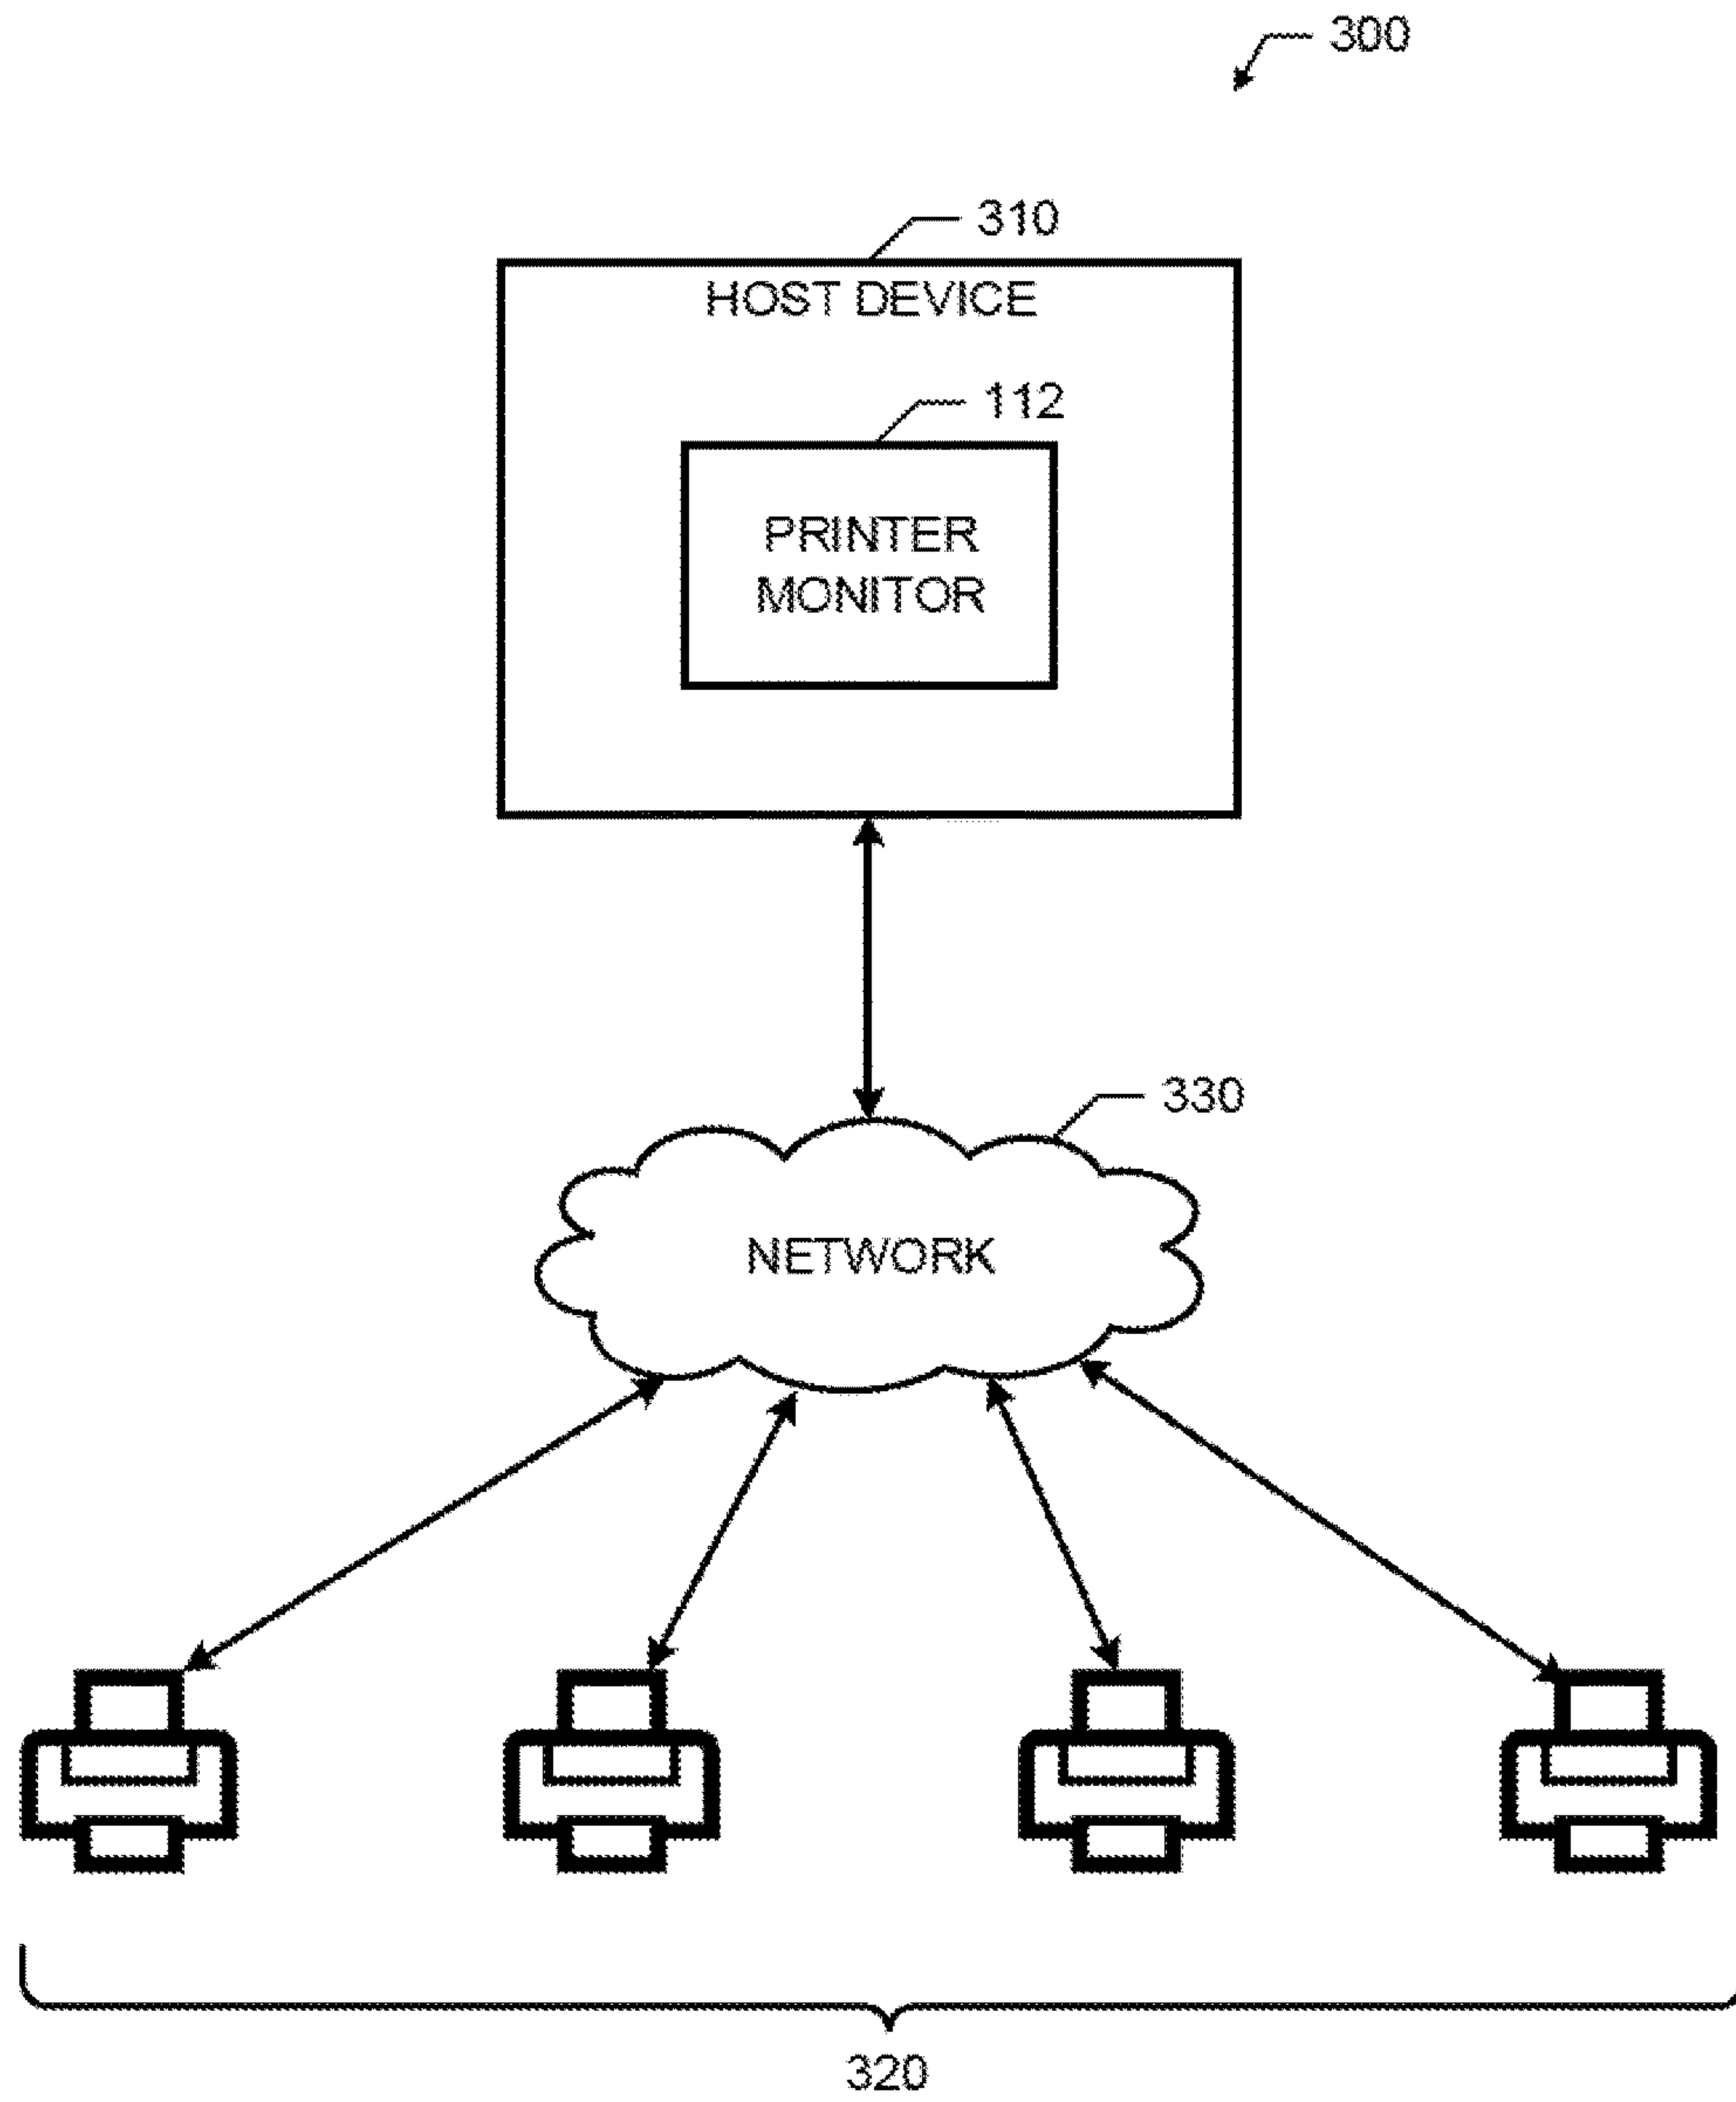 300
310
HOST DEVICE
112
PRINTER
MONITOR
330
NETWORK
320